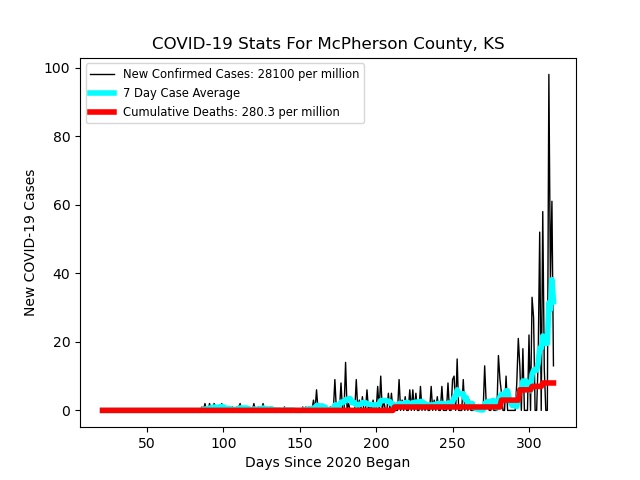 COVID-19 Stats For McPherson County, KS
New Confirmed Cases: 28100 per million
7 Day Case Average
Cumulative Deaths: 280.3 per million
New COVID-19 Cases
100
80
60
40
20
0
50 100 150 200 250 300
Days Since 2020 Began